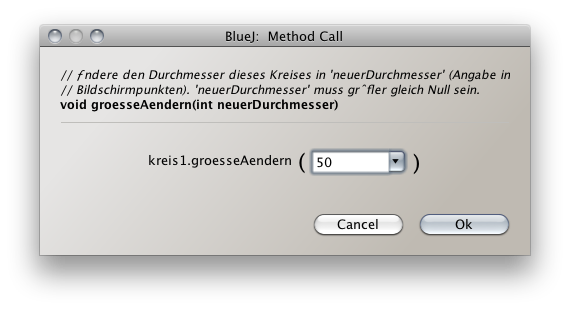 BlueJ:  Method Call
// ƒndere den Durchmesser dieses Kreises in 'neuerDurchmesser' (Angabe in
// Bildschirmpunkten). 'neuerDurchmesser' muss grˆfler gleich Null sein.
void groesseAendern(int neuerDurchmesser)
kreis1.groesseAendern ( 50 )
Cancel Ok